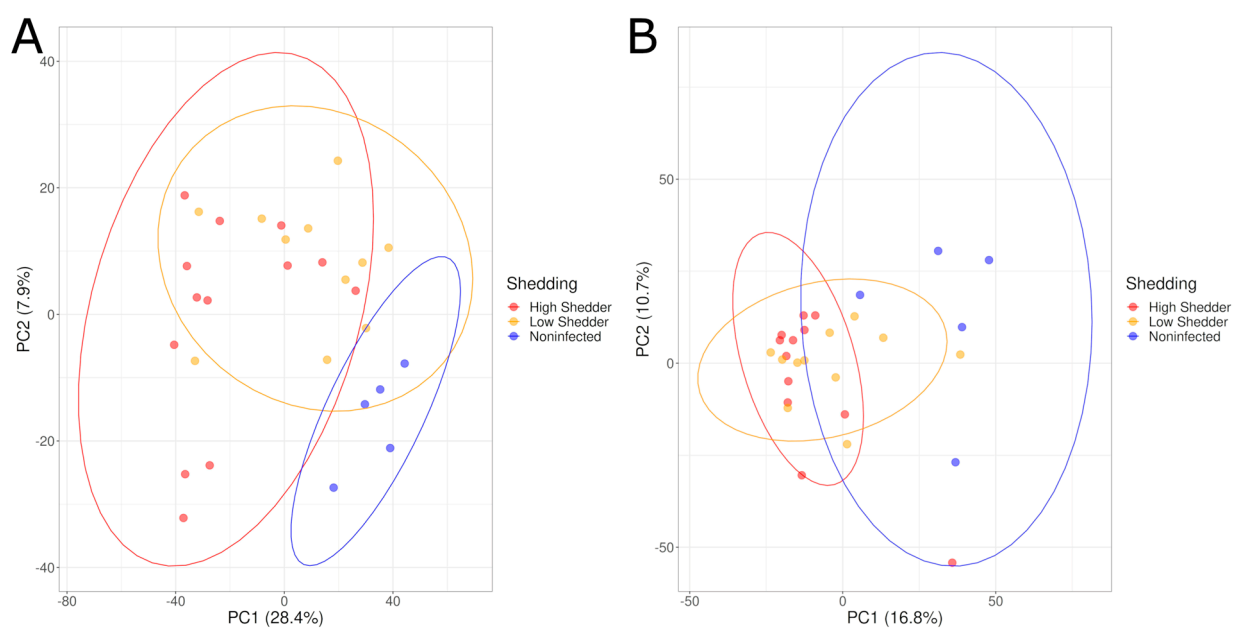 A
40
20
0
-20
-40
-80
-40
0
40
PC1 (28.4%)
PC2 (7.9%)
Shedding
High Shedder
Low Shedder
Noninfected
B
50
0
-50
-50
0
50
PC1 (16.8%)
PC2 (10.7%)
Shedding
High Shedder
Low Shedder
Noninfected